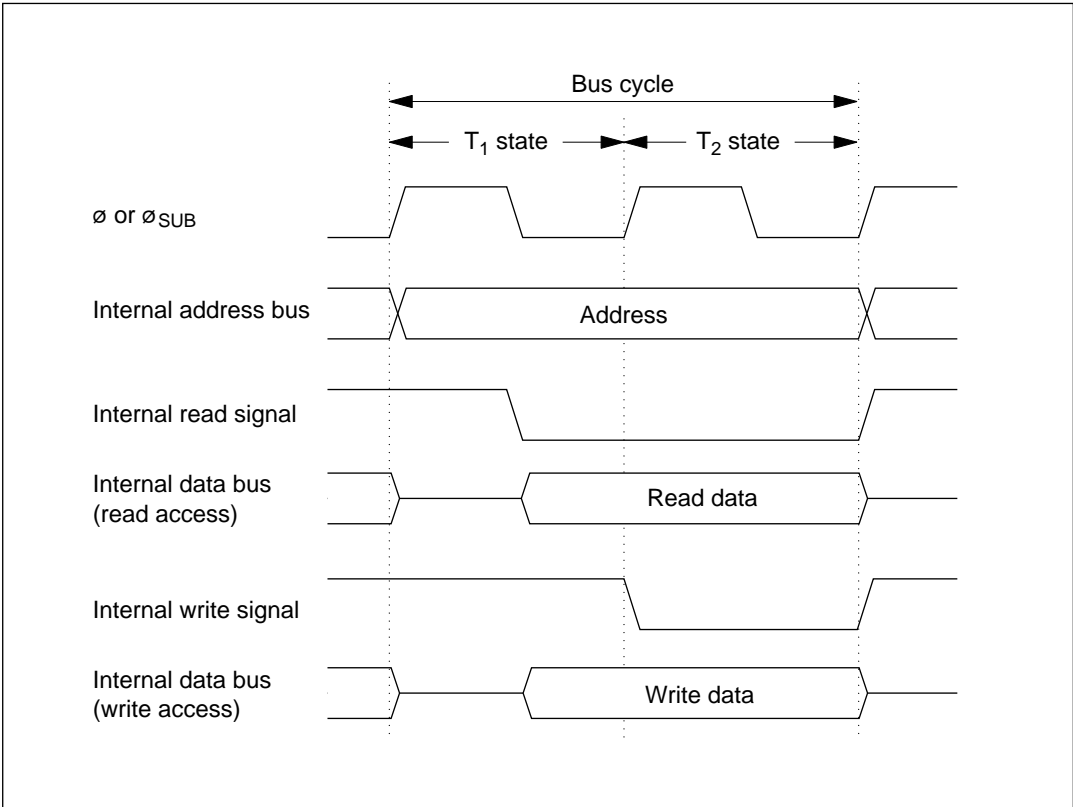 Bus cycle
T1 state
T2 state
ø or øSUB
Internal address bus
Address
Internal read signal
Internal data bus
(read access)
Read data
Internal write signal
Internal data bus
(write access)
Write data